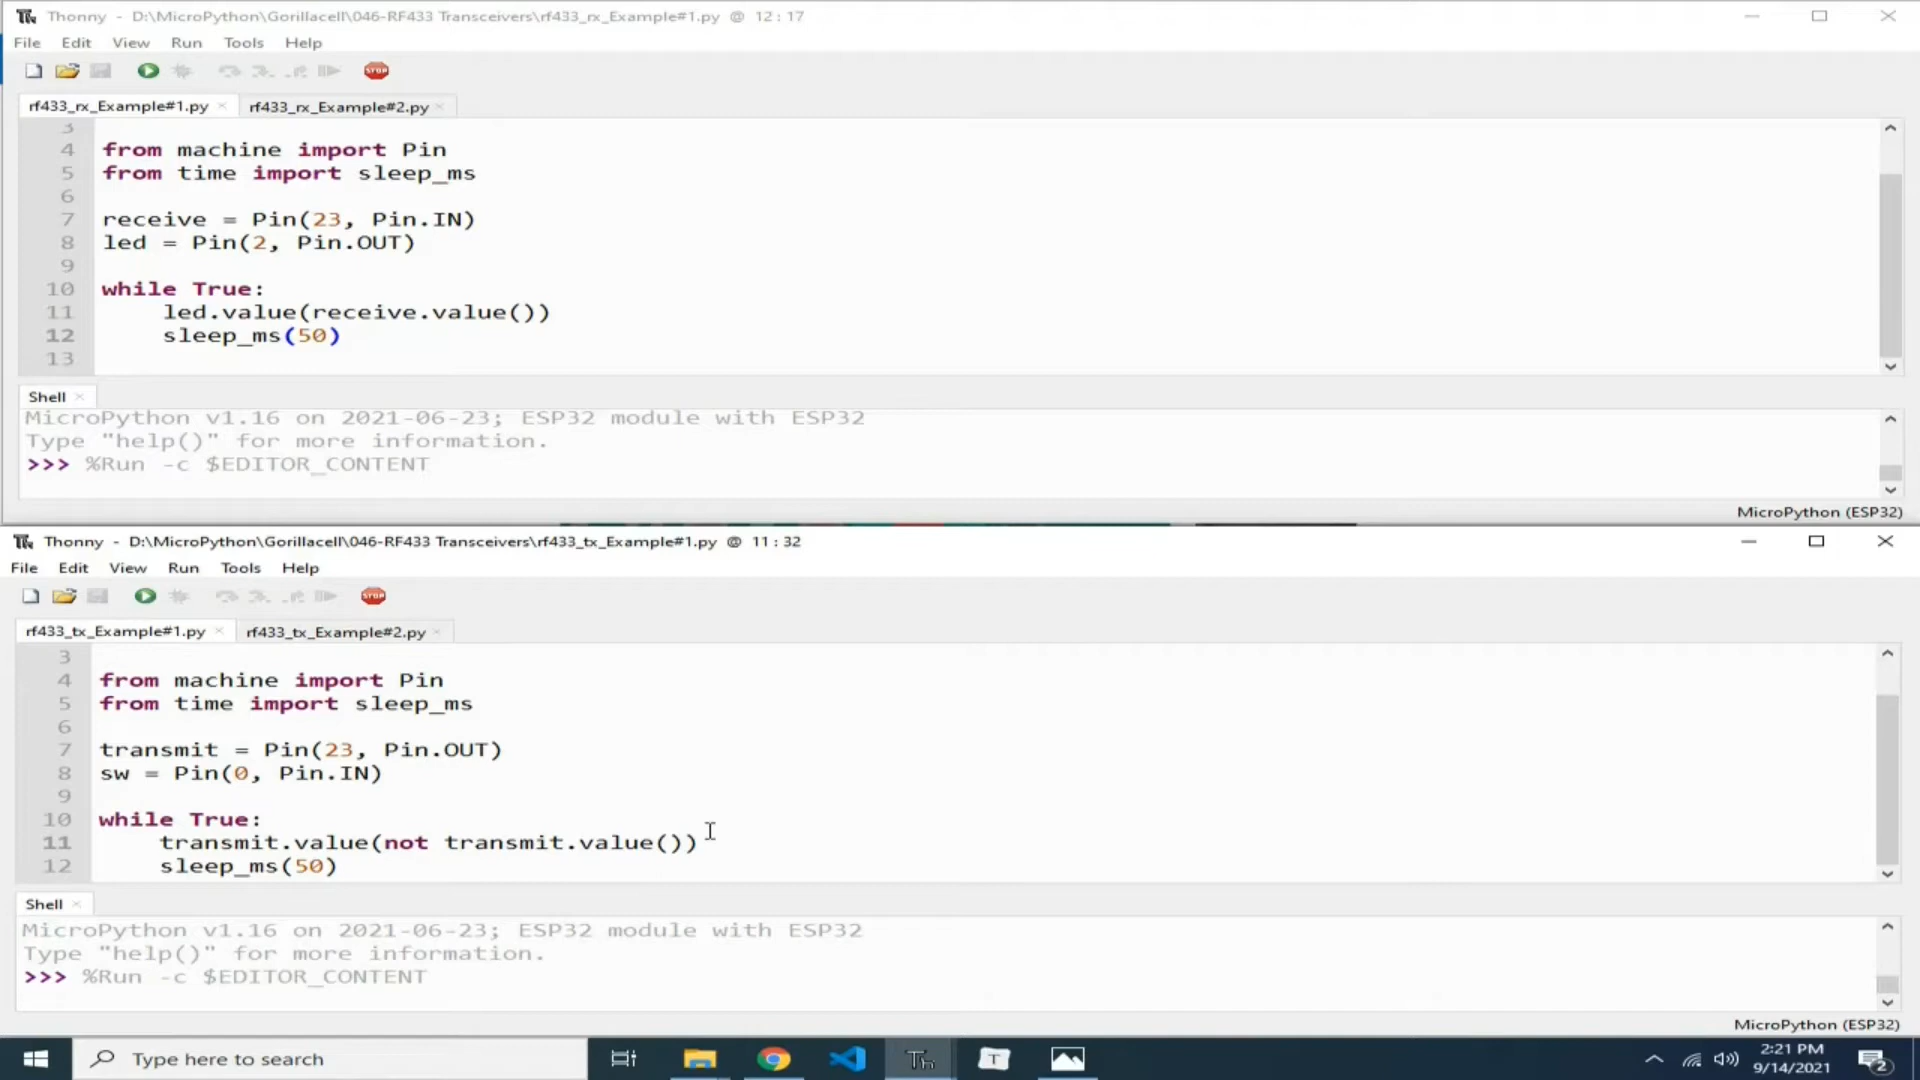 Thonny - D:\MicroPython\Gorillacell\046-RF433 Transceivers\rf433_rx_Example#1.py @ 12 : 17
File Edit View Run Tools Help
STOP
rf433_rx_Example#1.py × rf433_rx_Example#2.py ×
3
4 from machine import Pin
5 from time import sleep_ms
6
7 receive = Pin(23, Pin.IN)
8 led = Pin(2, Pin.OUT)
9
10 while True:
11 led.value(receive.value())
12 sleep_ms(50)
13
Shell ×
MicroPython v1.16 on 2021-06-23; ESP32 module with ESP32
Type "help()" for more information.
>>> %Run -c $EDITOR_CONTENT
MicroPython (ESP32)
Thonny - D:\MicroPython\Gorillacell\046-RF433 Transceivers\rf433_tx_Example#1.py @ 11 : 32
File Edit View Run Tools Help
STOP
rf433_tx_Example#1.py × rf433_tx_Example#2.py ×
3
4 from machine import Pin
5 from time import sleep_ms
6
7 transmit = Pin(23, Pin.OUT)
8 sw = Pin(0, Pin.IN)
9
10 while True:
11 transmit.value(not transmit.value())
12 sleep_ms(50)
Shell ×
MicroPython v1.16 on 2021-06-23; ESP32 module with ESP32
Type "help()" for more information.
>>> %Run -c $EDITOR_CONTENT
MicroPython (ESP32)
Type here to search
Th
T
2:21 PM
9/14/2021
2